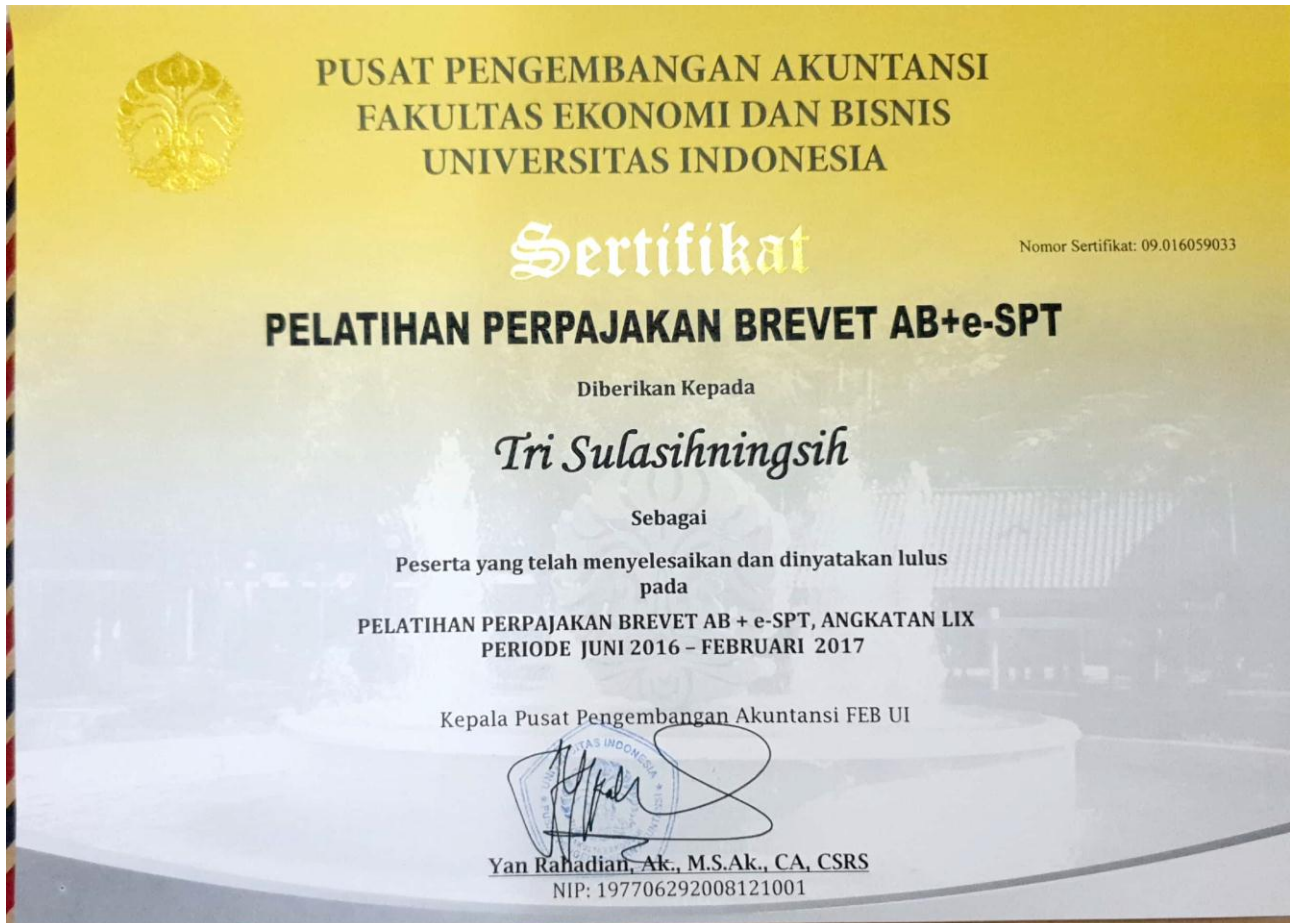 PUSAT PENGEMBANGAN AKUNTANSI
FAKULTAS EKONOMI DAN BISNIS
UNIVERSITAS INDONESIA
Sertifikat
Nomor Sertifikat: 09.016059033
PELATIHAN PERPAJAKAN BREVET AB+e-SPT
Diberikan Kepada
Tri Sulasihningsih
Sebagai
Peserta yang telah menyelesaikan dan dinyatakan lulus
pada
PELATIHAN PERPAJAKAN BREVET AB + e-SPT, ANGKATAN LIX
PERIODE JUNI 2016 – FEBRUARI 2017
Kepala Pusat Pengembangan Akuntansi FEB UI
UNIVERSITAS INDONESIA
Yan Rahadian, Ak., M.S.Ak., CA, CSRS
NIP: 197706292008121001